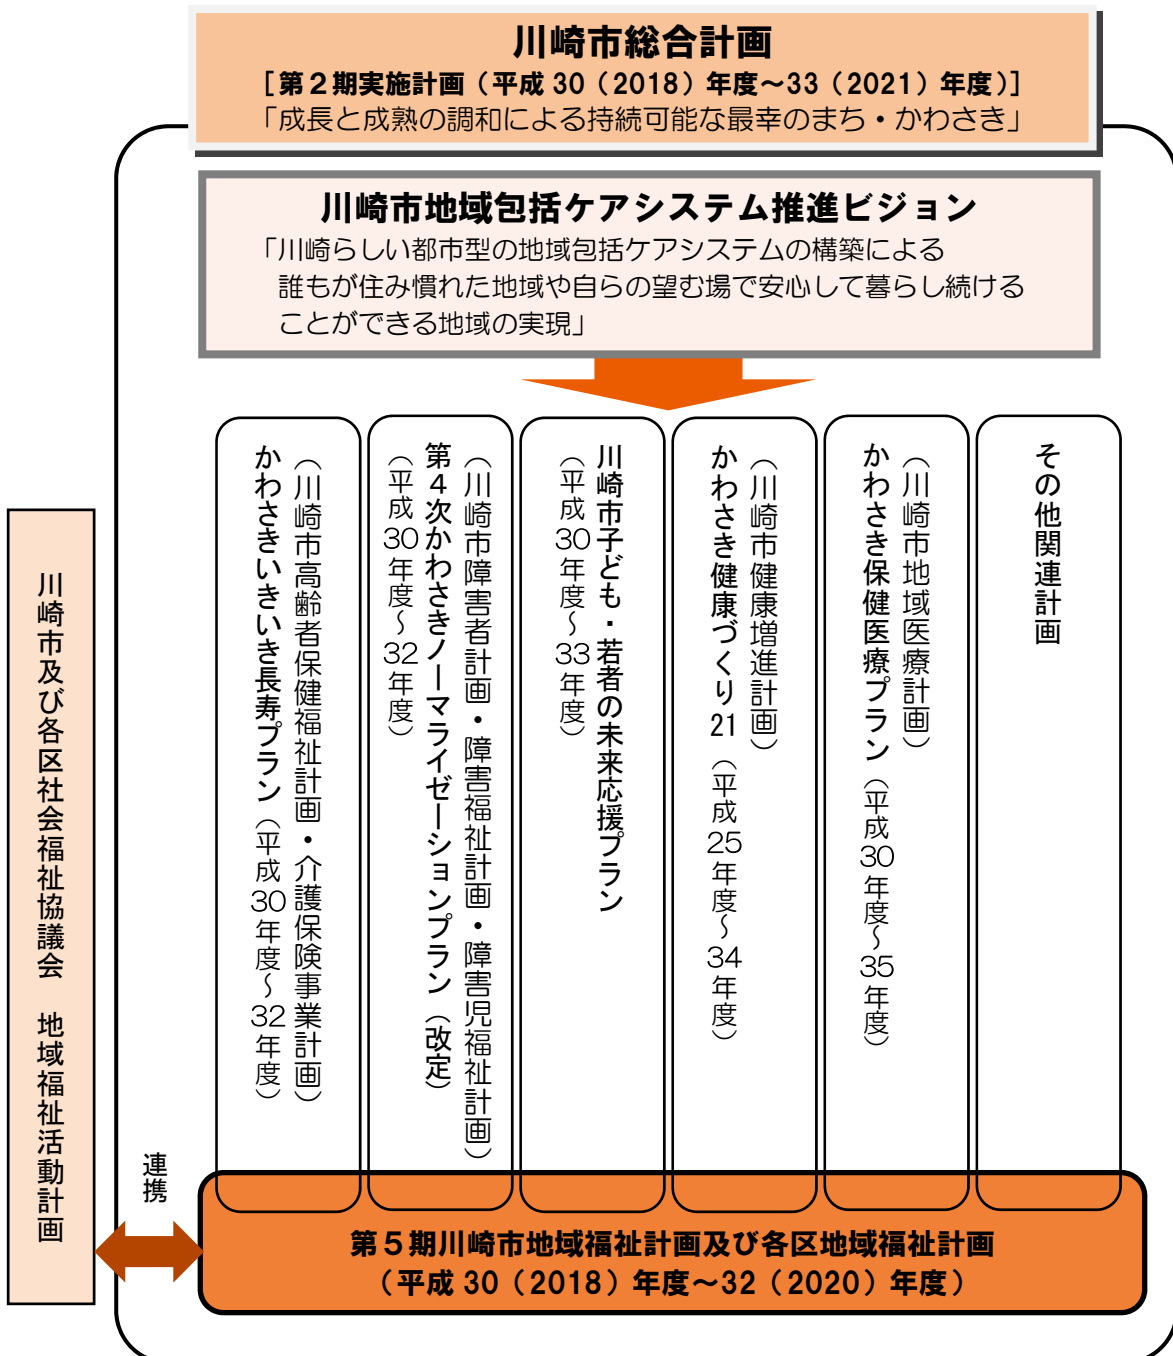 川崎市総合計画
[第２期実施計画（平成 30（2018）年度～33（2021）年度）]
「成長と成熟の調和による持続可能な最幸のまち・かわさき」
川崎市地域包括ケアシステム推進ビジョン
「川崎らしい都市型の地域包括ケアシステムの構築による
誰もが住み慣れた地域や自らの望む場で安心して暮らし続ける
ことができる地域の実現」
（川崎市高齢者保健福祉計画・介護保険事業計画）
かわさきいきいき長寿プラン（平成30年度～32年度）
（川崎市障害者計画・障害福祉計画・障害児福祉計画）
第４次かわさきノーマライゼーションプラン（改定）
（平成30年度～32年度）
川崎市子ども・若者の未来応援プラン
（平成30年度～33年度）
（川崎市健康増進計画）
かわさき健康づくり21（平成25年度～34年度）
（川崎市地域医療計画）
かわさき保健医療プラン（平成30年度～35年度）
その他関連計画
川崎市及び各区社会福祉協議会　地域福祉活動計画
連携
第５期川崎市地域福祉計画及び各区地域福祉計画
（平成 30（2018）年度～32（2020）年度）